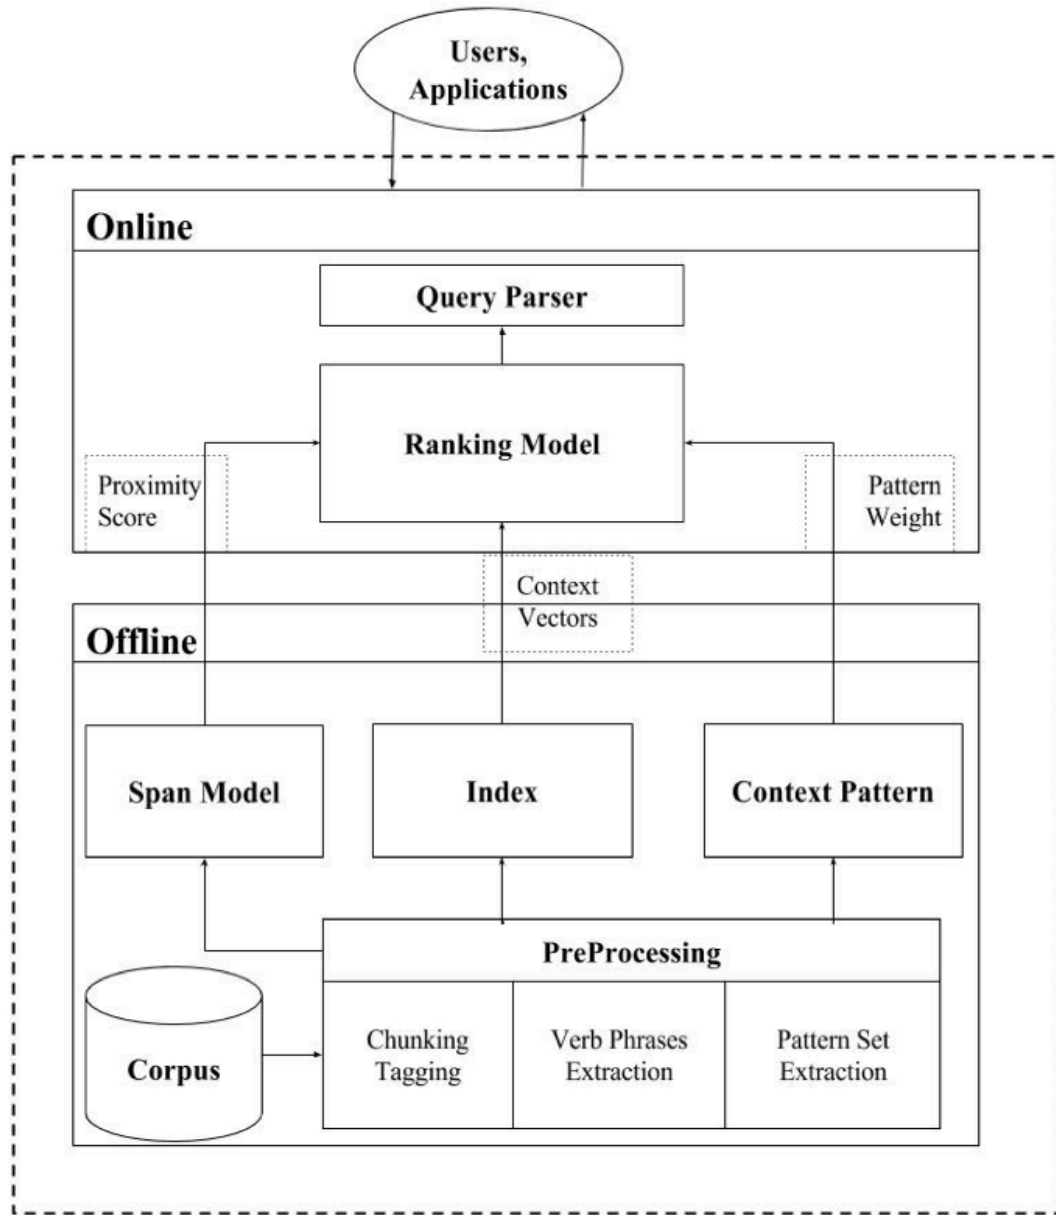 Users,
Applications
Online
Query Parser
Ranking Model
Proximity
Score
Pattern
Weight
Context
Vectors
Offline
Span Model
Index
Context Pattern
PreProcessing
Corpus
Chunking
Tagging
Verb Phrases
Extraction
Pattern Set
Extraction